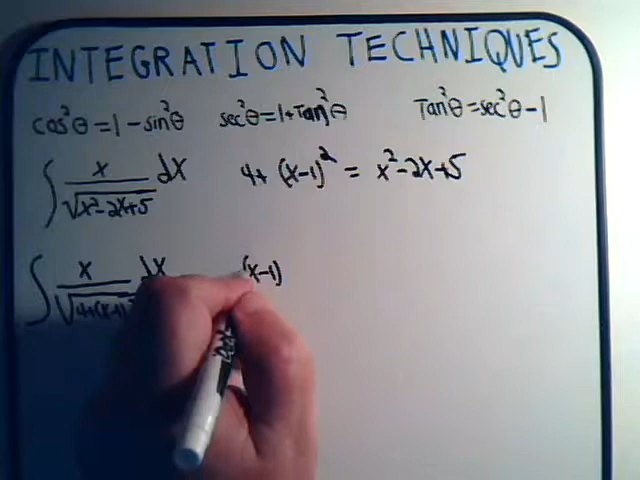 INTEGRATION TECHNIQUES
cos²θ = 1 - sin²θ sec²θ = 1 + Tan²θ Tan²θ = sec²θ - 1
∫ x/√(x²-2x+5) dx 4+ (x-1)² = x²-2x+5
∫ x/√(4+(x-1)²) dx (x-1)